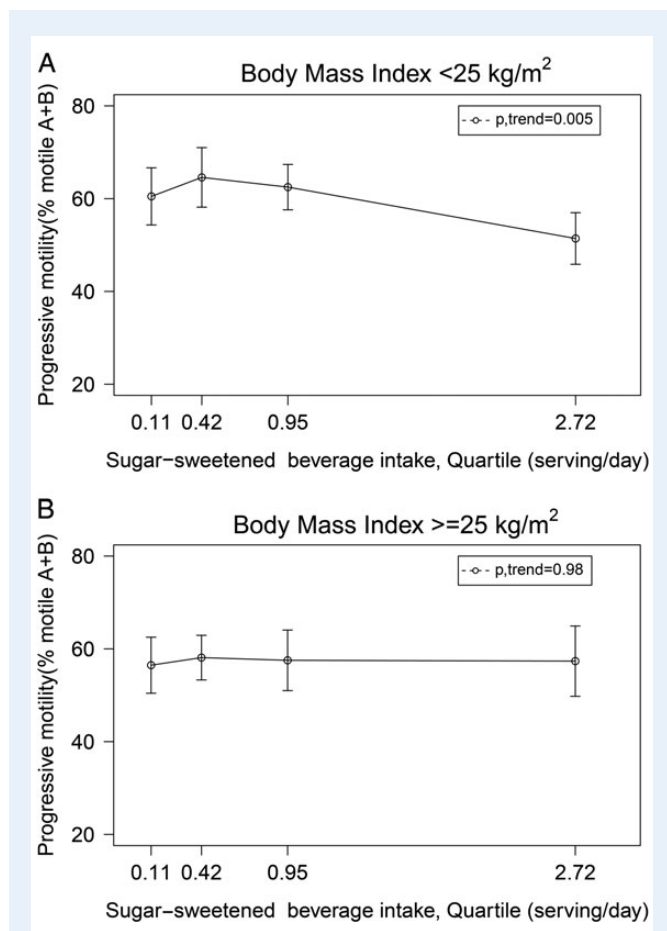 A
Body Mass Index <25 kg/m²
Progressive motility(% motile A+B)
80
60
40
20
p,trend=0.005
0.11 0.42 0.95 2.72
Sugar−sweetened beverage intake, Quartile (serving/day)
B
Body Mass Index >=25 kg/m²
Progressive motility(% motile A+B)
80
60
40
20
p,trend=0.98
0.11 0.42 0.95 2.72
Sugar−sweetened beverage intake, Quartile (serving/day)